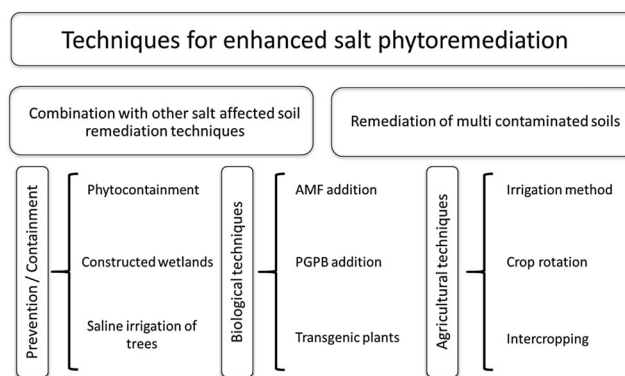 Techniques for enhanced salt phytoremediation
Combination with other salt affected soil
remediation techniques
Remediation of multi contaminated soils
Prevention / Containment
Phytocontainment
Constructed wetlands
Saline irrigation of
trees
Biological techniques
AMF addition
PGPB addition
Transgenic plants
Agricultural techniques
Irrigation method
Crop rotation
Intercropping